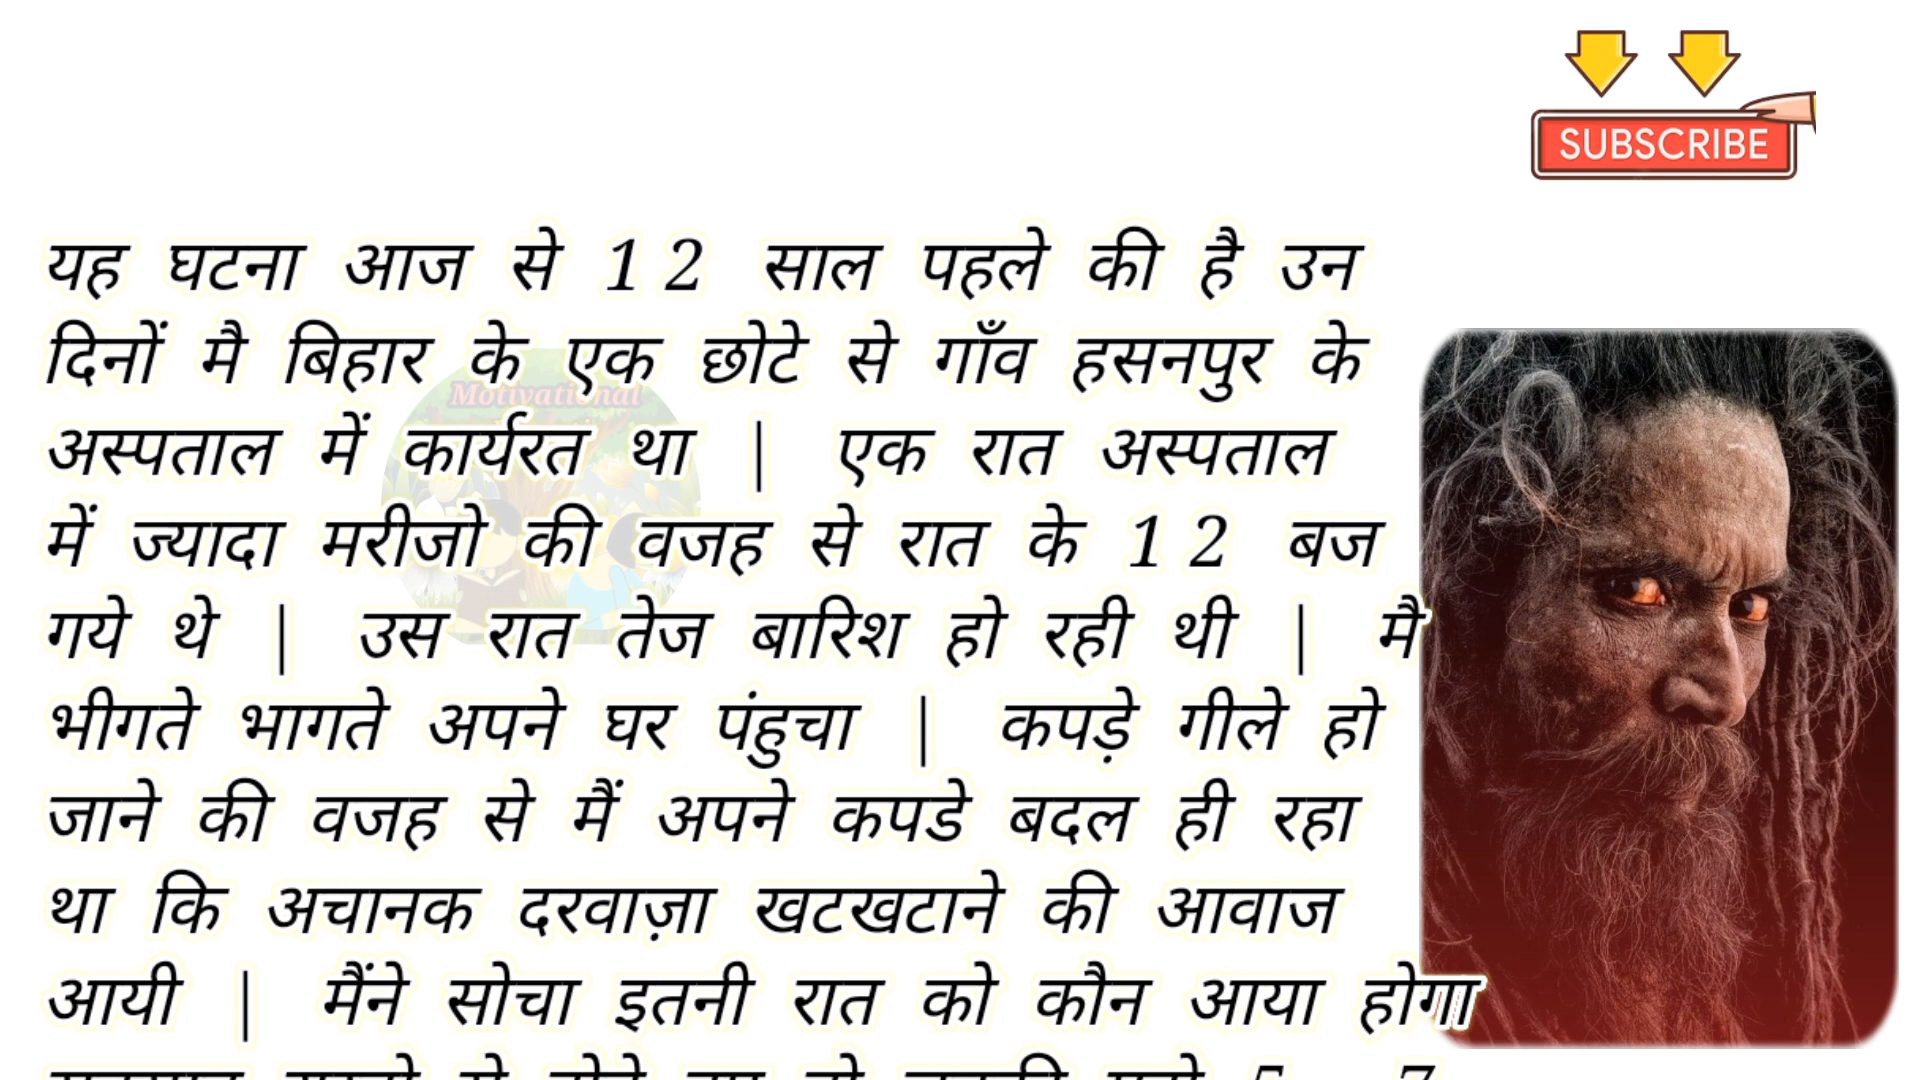 SUBSCRIBE
यह घटना आज से 12 साल पहले की है उन
दिनों मै बिहार के एक छोटे से गाँव हसनपुर के
Motivational
अस्पताल में कार्यरत था |  एक रात अस्पताल
में ज्यादा मरीजो की वजह से रात के 12 बज
गये थे |  उस रात तेज बारिश हो रही थी |  मै
भीगते भागते अपने घर पंहुचा |  कपड़े गीले हो
जाने की वजह से मैं अपने कपडे बदल ही रहा
था कि अचानक दरवाज़ा खटखटाने की आवाज
आयी |  मैंने सोचा इतनी रात को कौन आया होगा